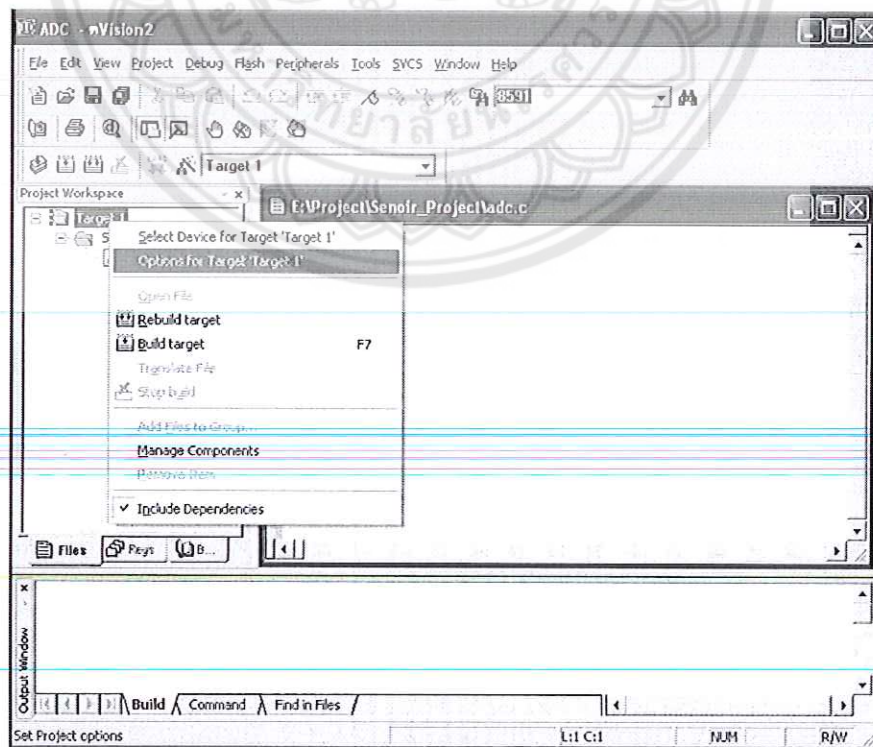 ADC - µVision2
File Edit View Project Debug Flash Peripherals Tools SVCS Window Help
8591
Target 1
Project Workspace
E:\Project\Senoir_Project\adc.c
Target 1
S
Select Device for Target 'Target 1'
Options for Target 'Target 1'
Open File
Rebuild target
Build target F7
Translate File
Stop build
Add Files to Group...
Manage Components
Remove Item
✓ Include Dependencies
Files Regs B...
Output Window
Build Command Find in Files
Set Project options L:1 C:1 NUM R/W